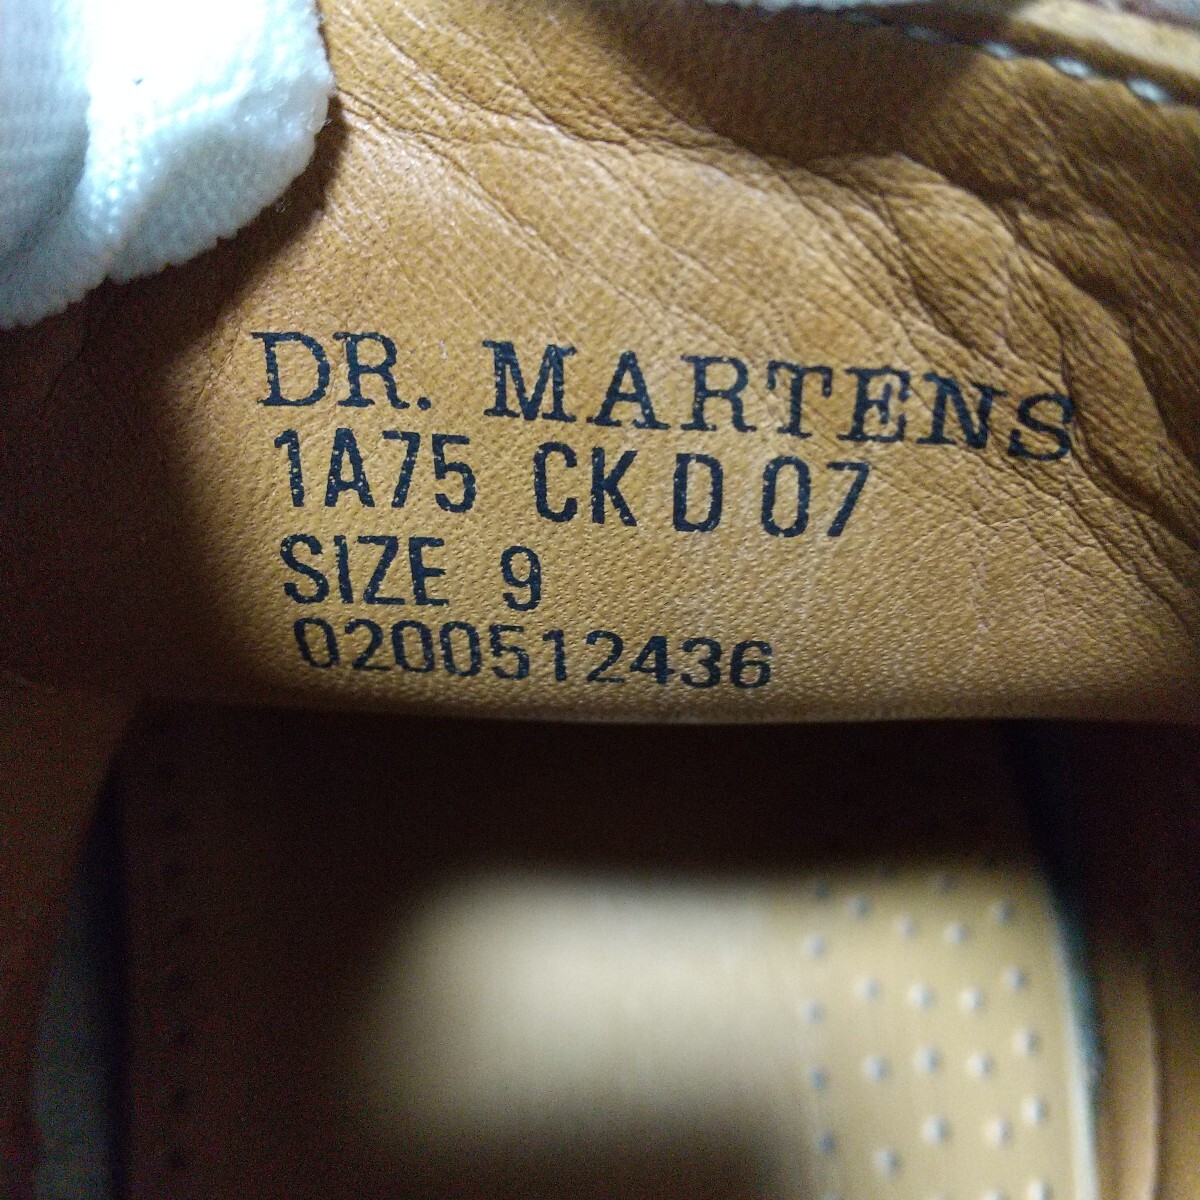 DR. MARTENS
1A75 CK D 07
SIZE 9
0200512436